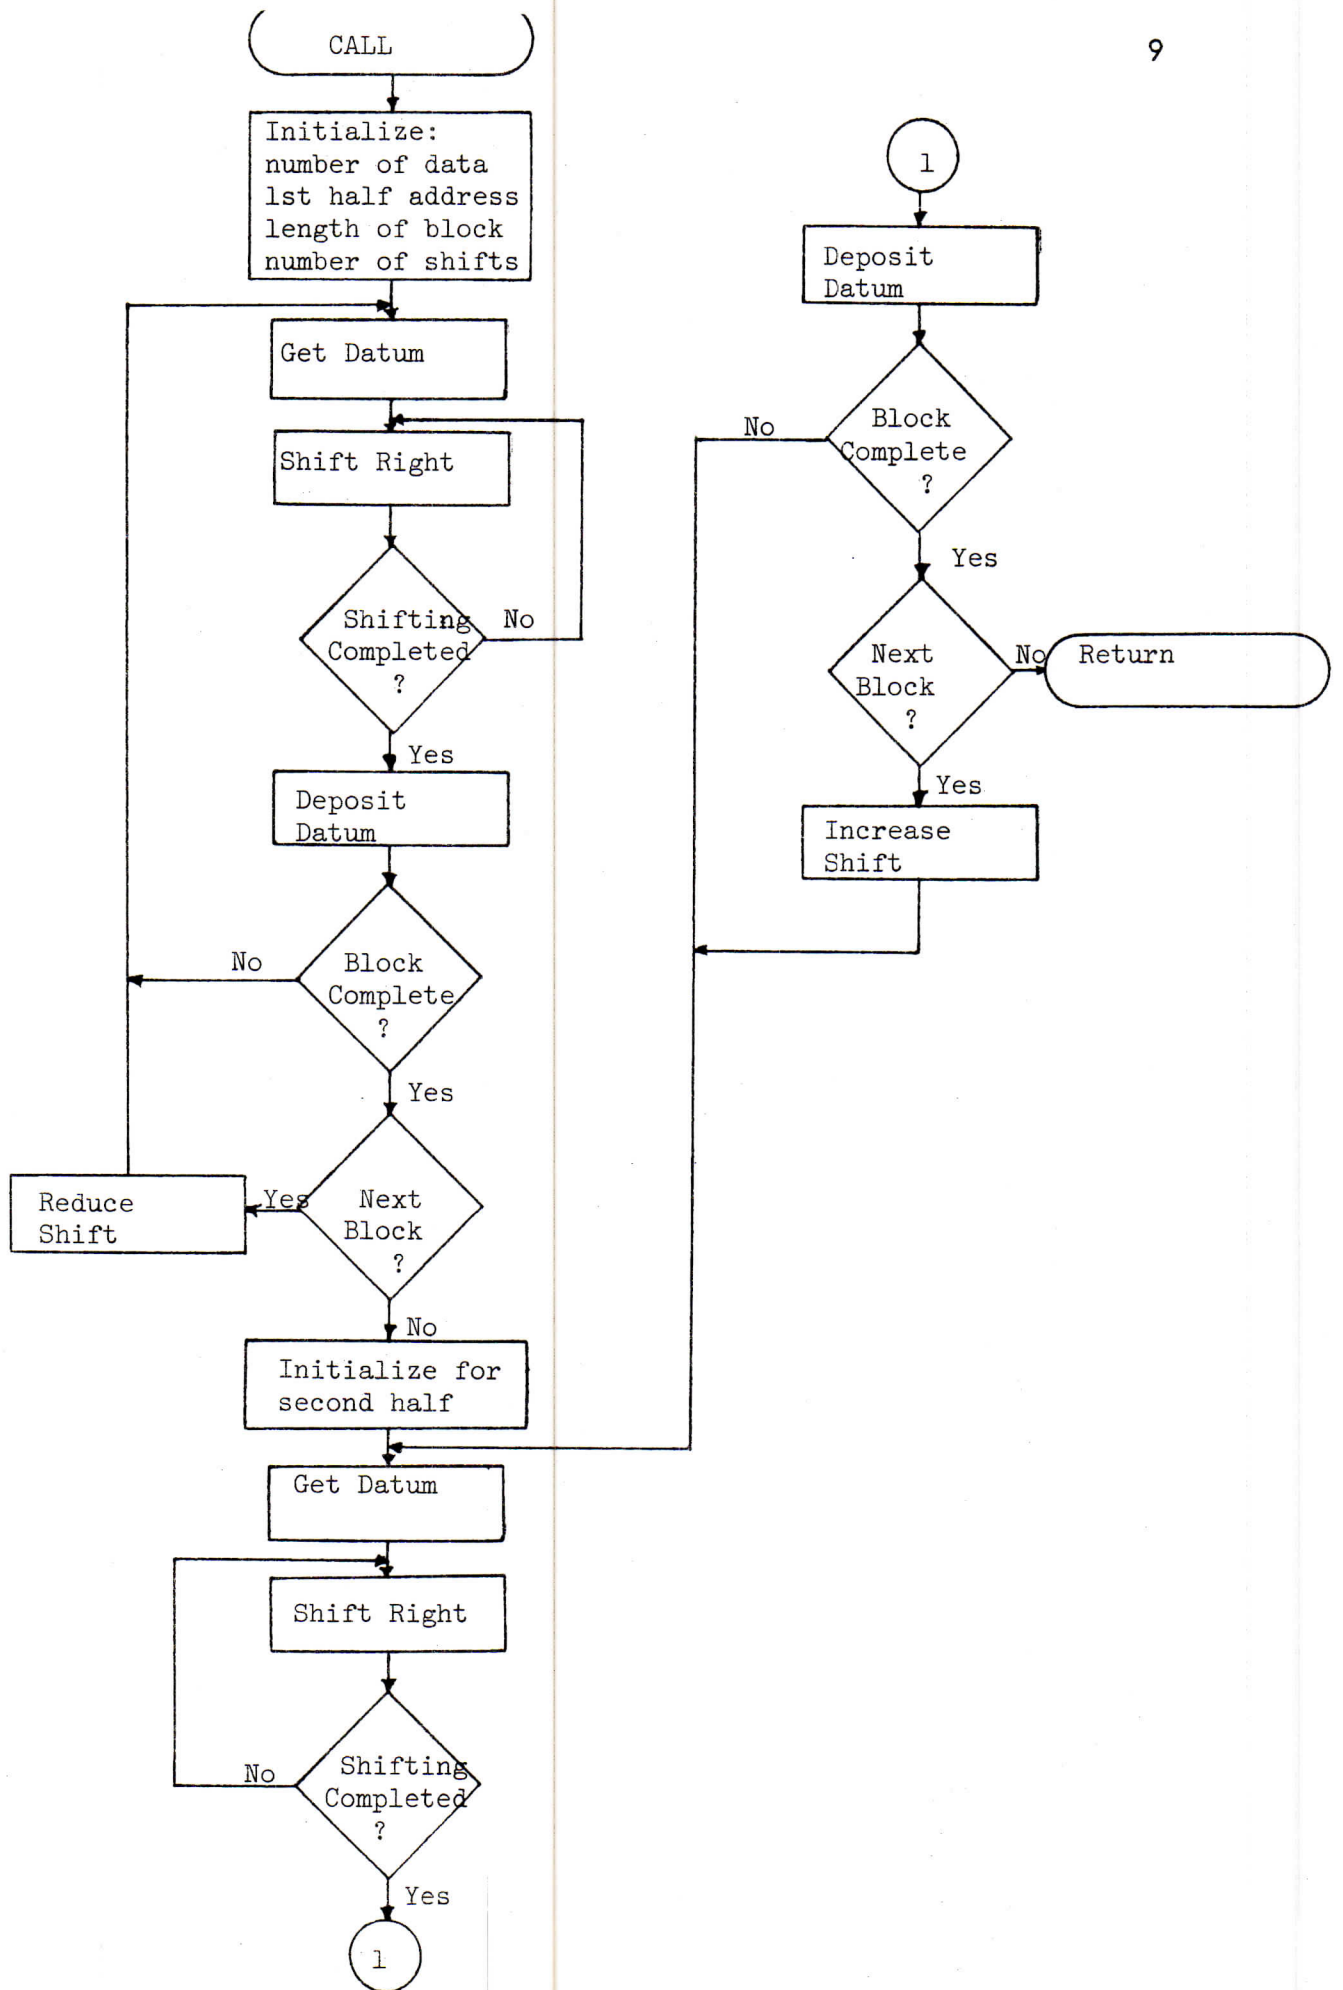 9
CALL
Initialize:
number of data
1st half address
length of block
number of shifts
Get Datum
Shift Right
Shifting
Completed
?
No
Yes
Deposit
Datum
Block
Complete
?
No
Yes
Next
Block
?
Yes
Reduce
Shift
No
Initialize for
second half
Get Datum
Shift Right
Shifting
Completed
?
No
Yes
1
1
Deposit
Datum
Block
Complete
?
No
Yes
Next
Block
?
No
Return
Yes
Increase
Shift